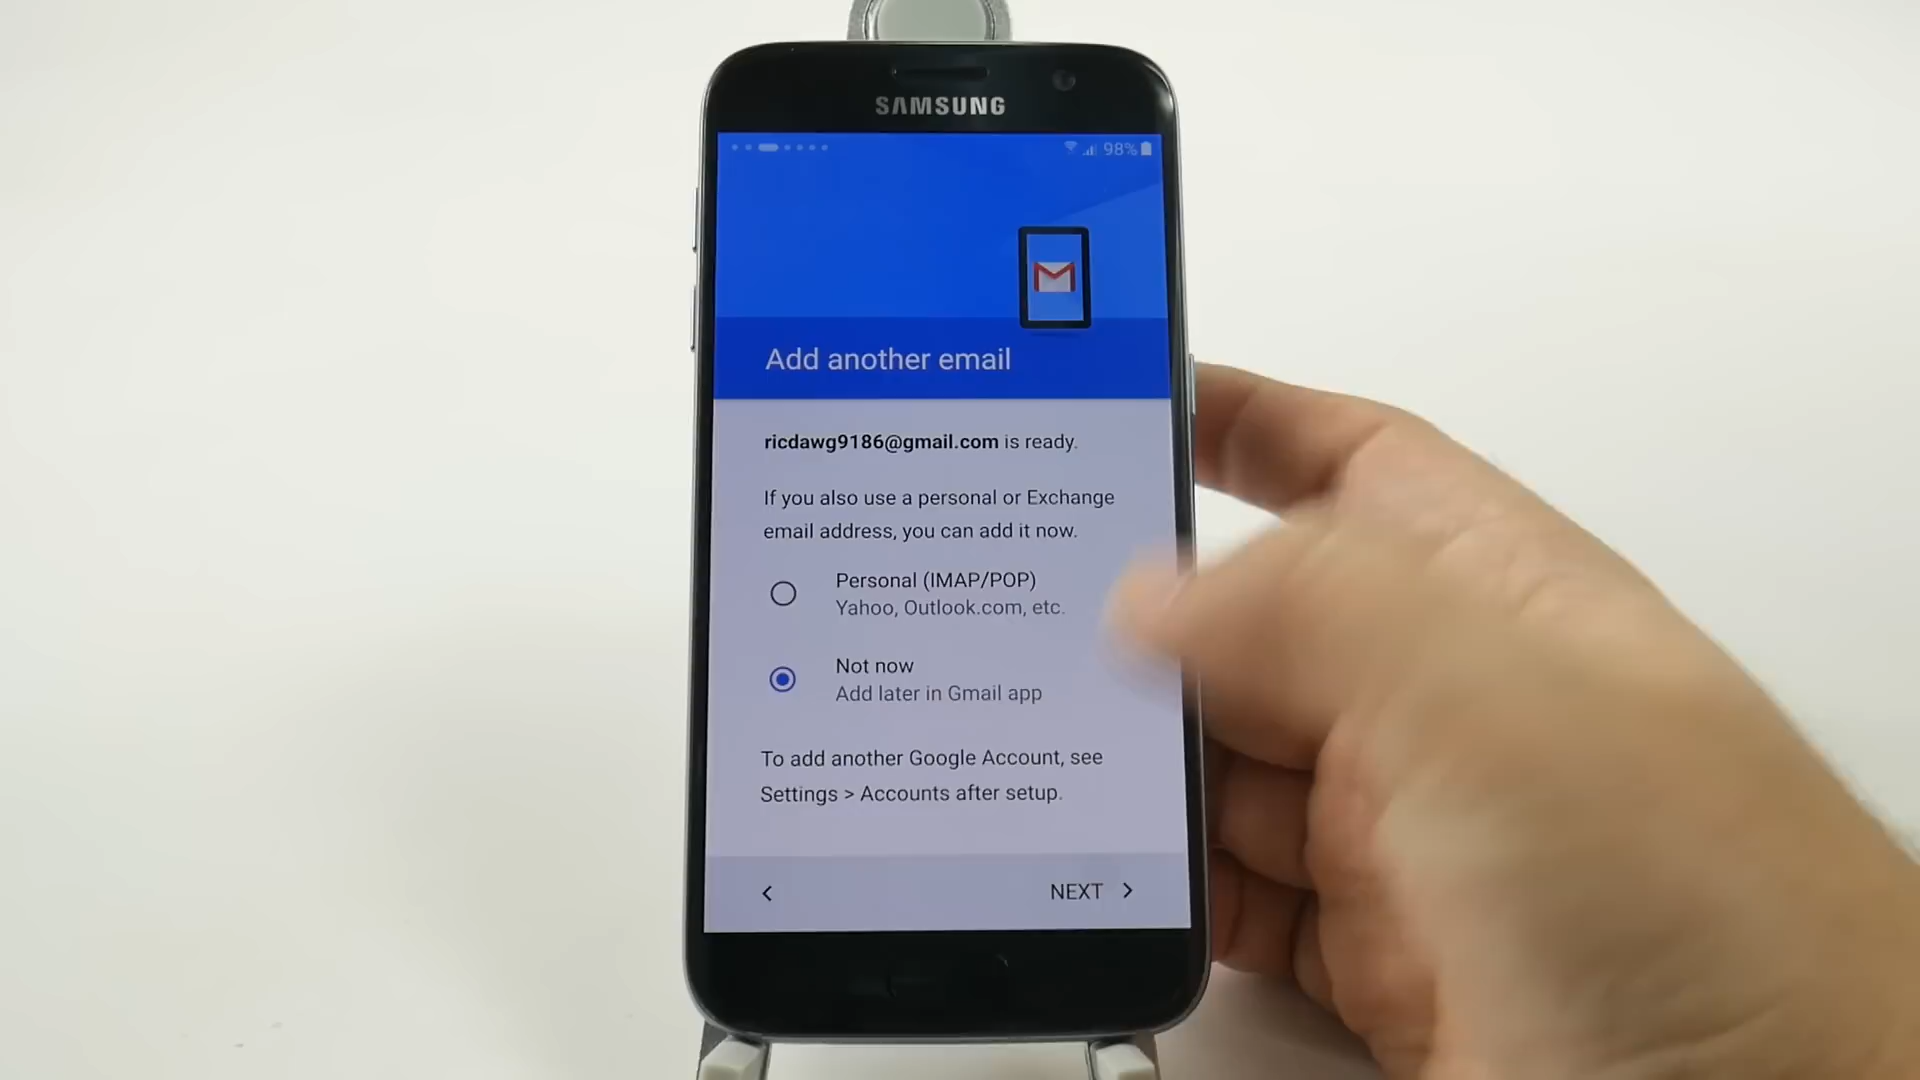 SAMSUNG
98%
Add another email
ricdawg9186@gmail.com is ready.
If you also use a personal or Exchange
email address, you can add it now.
Personal (IMAP/POP)
Yahoo, Outlook.com, etc.
Not now
Add later in Gmail app
To add another Google Account, see
Settings > Accounts after setup.
NEXT